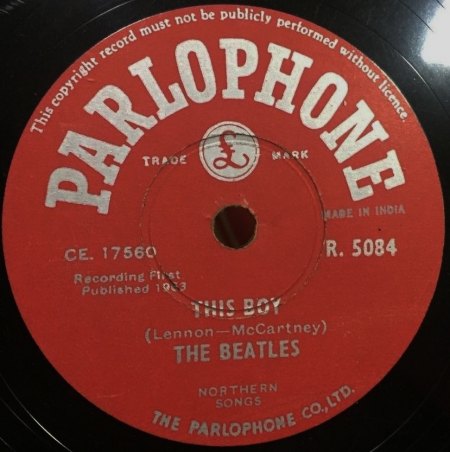 This copyright record must not be publicly performed without licence.
PARLOPHONE
TRADE MARK
£
MADE IN INDIA
CE. 17560
R. 5084
Recording First
Published 1963
THIS BOY
(Lennon—McCartney)
THE BEATLES
NORTHERN
SONGS
THE PARLOPHONE CO., LTD.